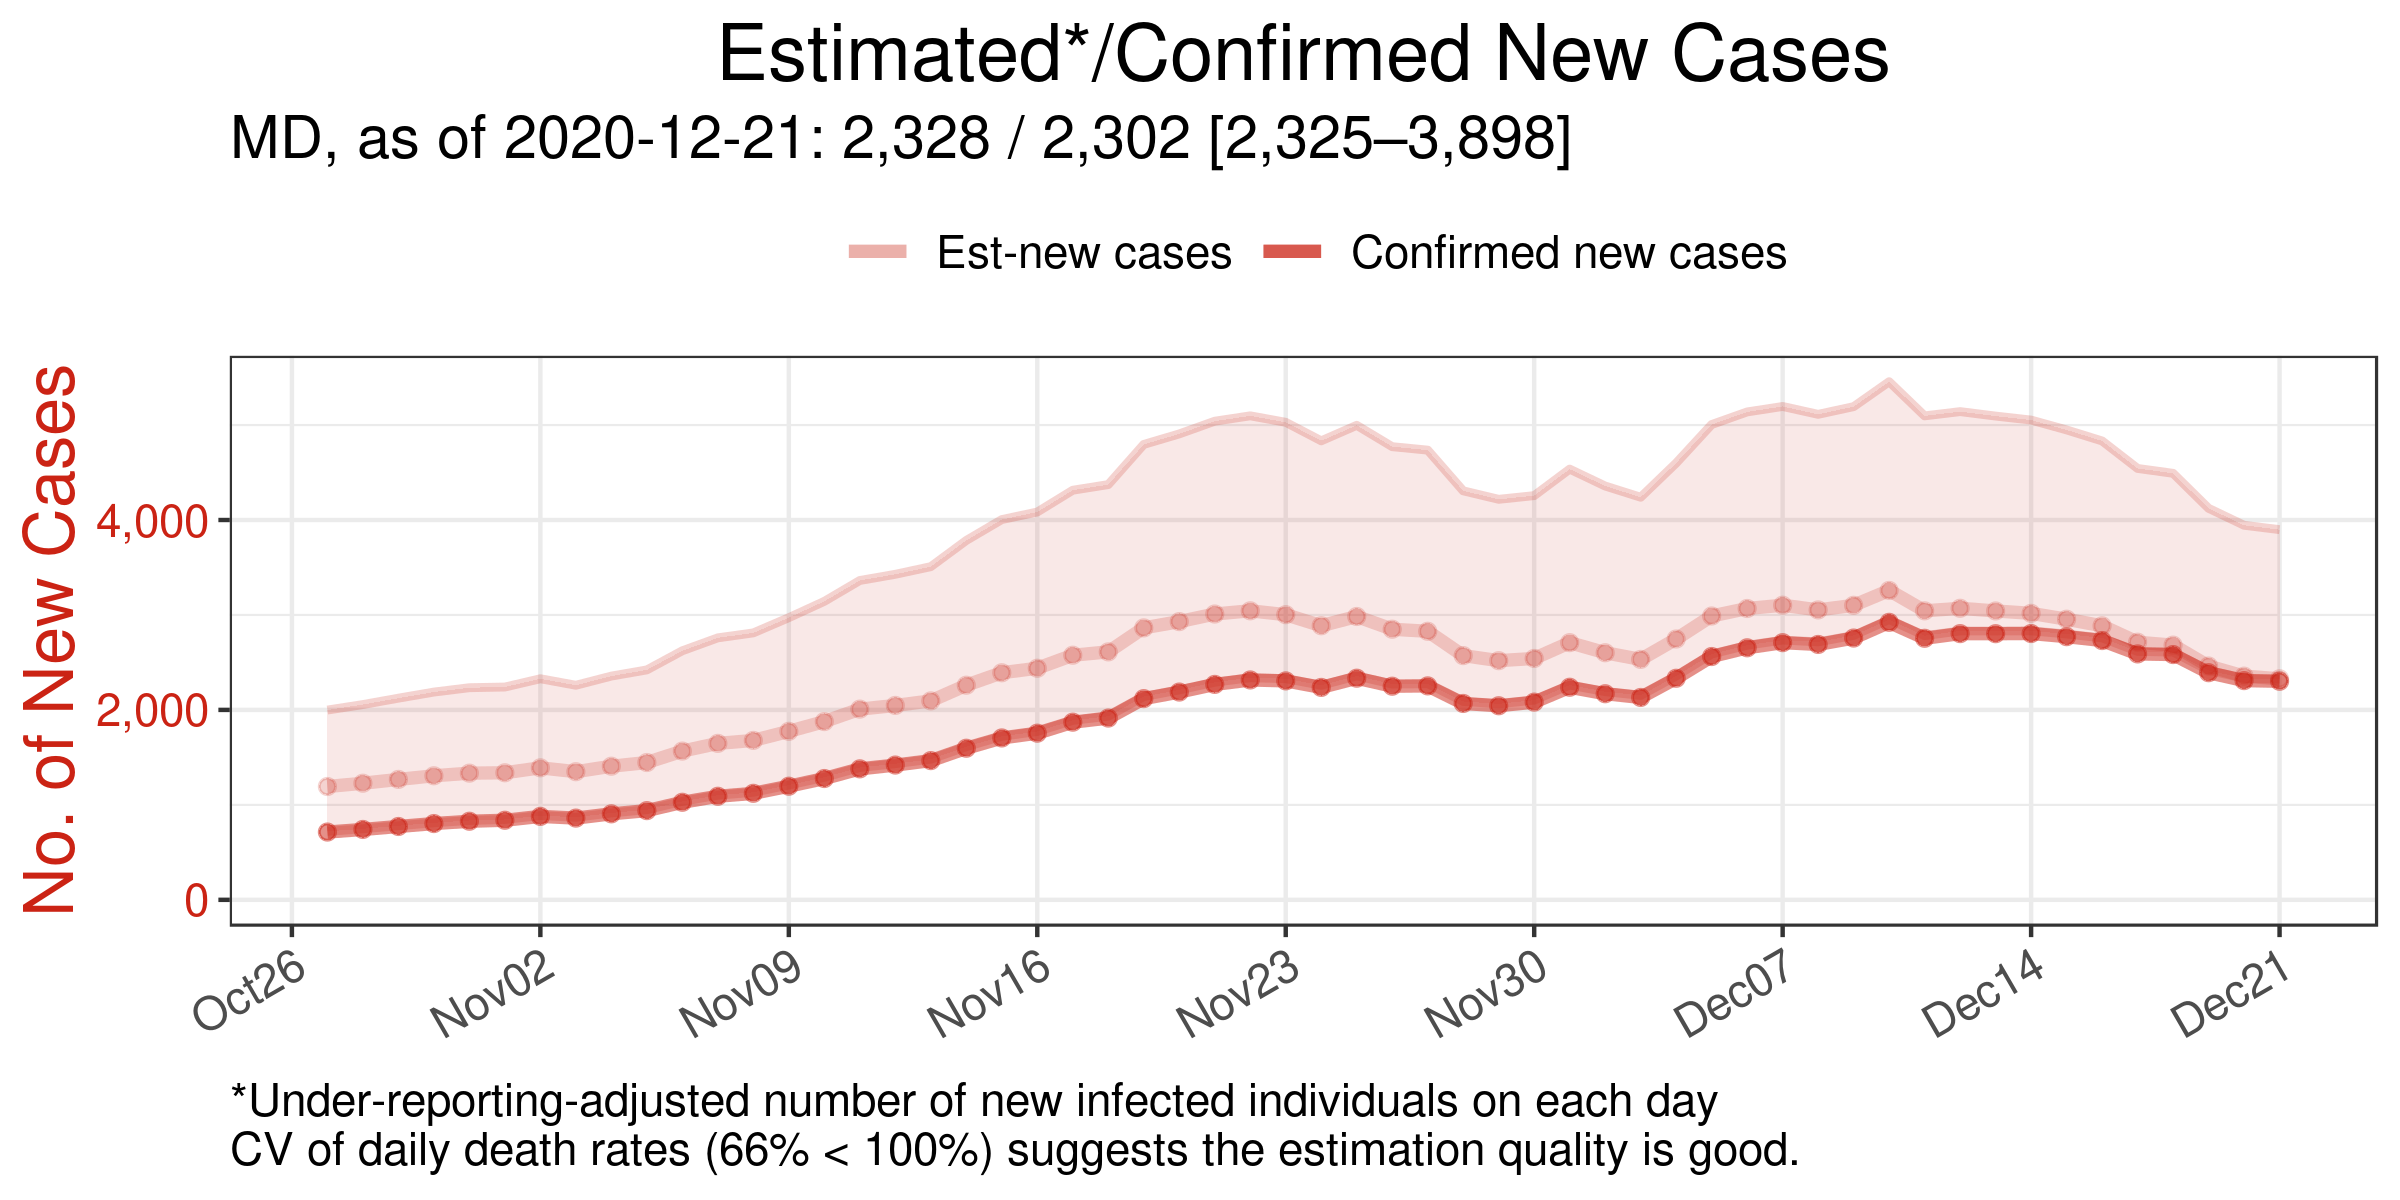 Estimated*/Confirmed New Cases
MD, as of 2020-12-21: 2,328 / 2,302 [2,325–3,898]
Est-new cases
Confirmed new cases
No. of New Cases
4,000
2,000
0
Oct26
Nov02
Nov09
Nov16
Nov23
Nov30
Dec07
Dec14
Dec21
*Under-reporting-adjusted number of new infected individuals on each day
CV of daily death rates (66% < 100%) suggests the estimation quality is good.